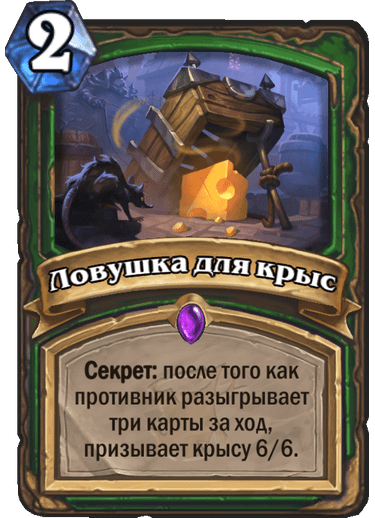 2
Ловушка для крыс
Секрет: после того как
противник разыгрывает
три карты за ход,
призывает крысу 6/6.